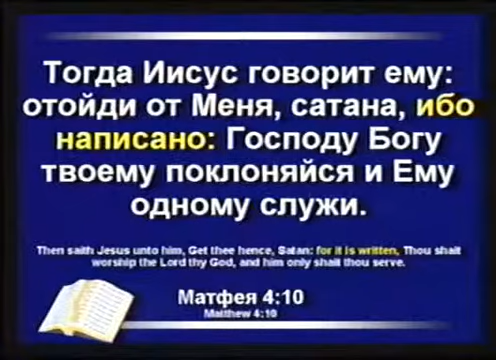 Тогда Иисус говорит ему:
отойди от Меня, сатана, ибо
написано: Господу Богу
твоему поклоняйся и Ему
одному служи.
Then saith Jesus unto him, Get thee hence, Satan: for it is written, Thou shalt
worship the Lord thy God, and him only shalt thou serve.
Матфея 4:10
Matthew 4:10